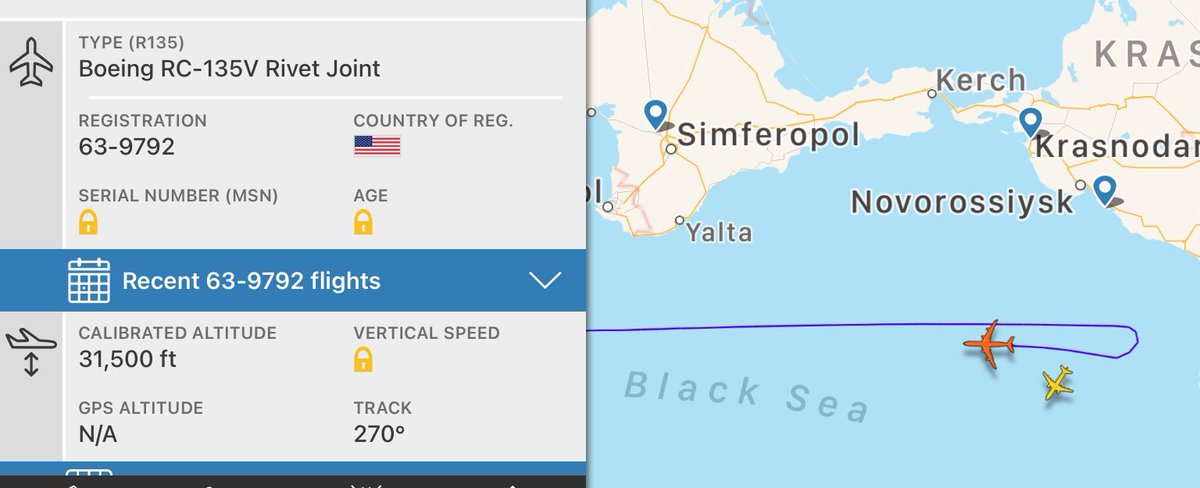 TYPE (R135)
Boeing RC-135V Rivet Joint
REGISTRATION
63-9792
COUNTRY OF REG.
SERIAL NUMBER (MSN)
AGE
Recent 63-9792 flights
CALIBRATED ALTITUDE
31,500 ft
VERTICAL SPEED
GPS ALTITUDE
N/A
TRACK
270°
KRAS
Kerch
Simferopol
Krasnodar
ol
Novorossiysk
Yalta
Black Sea